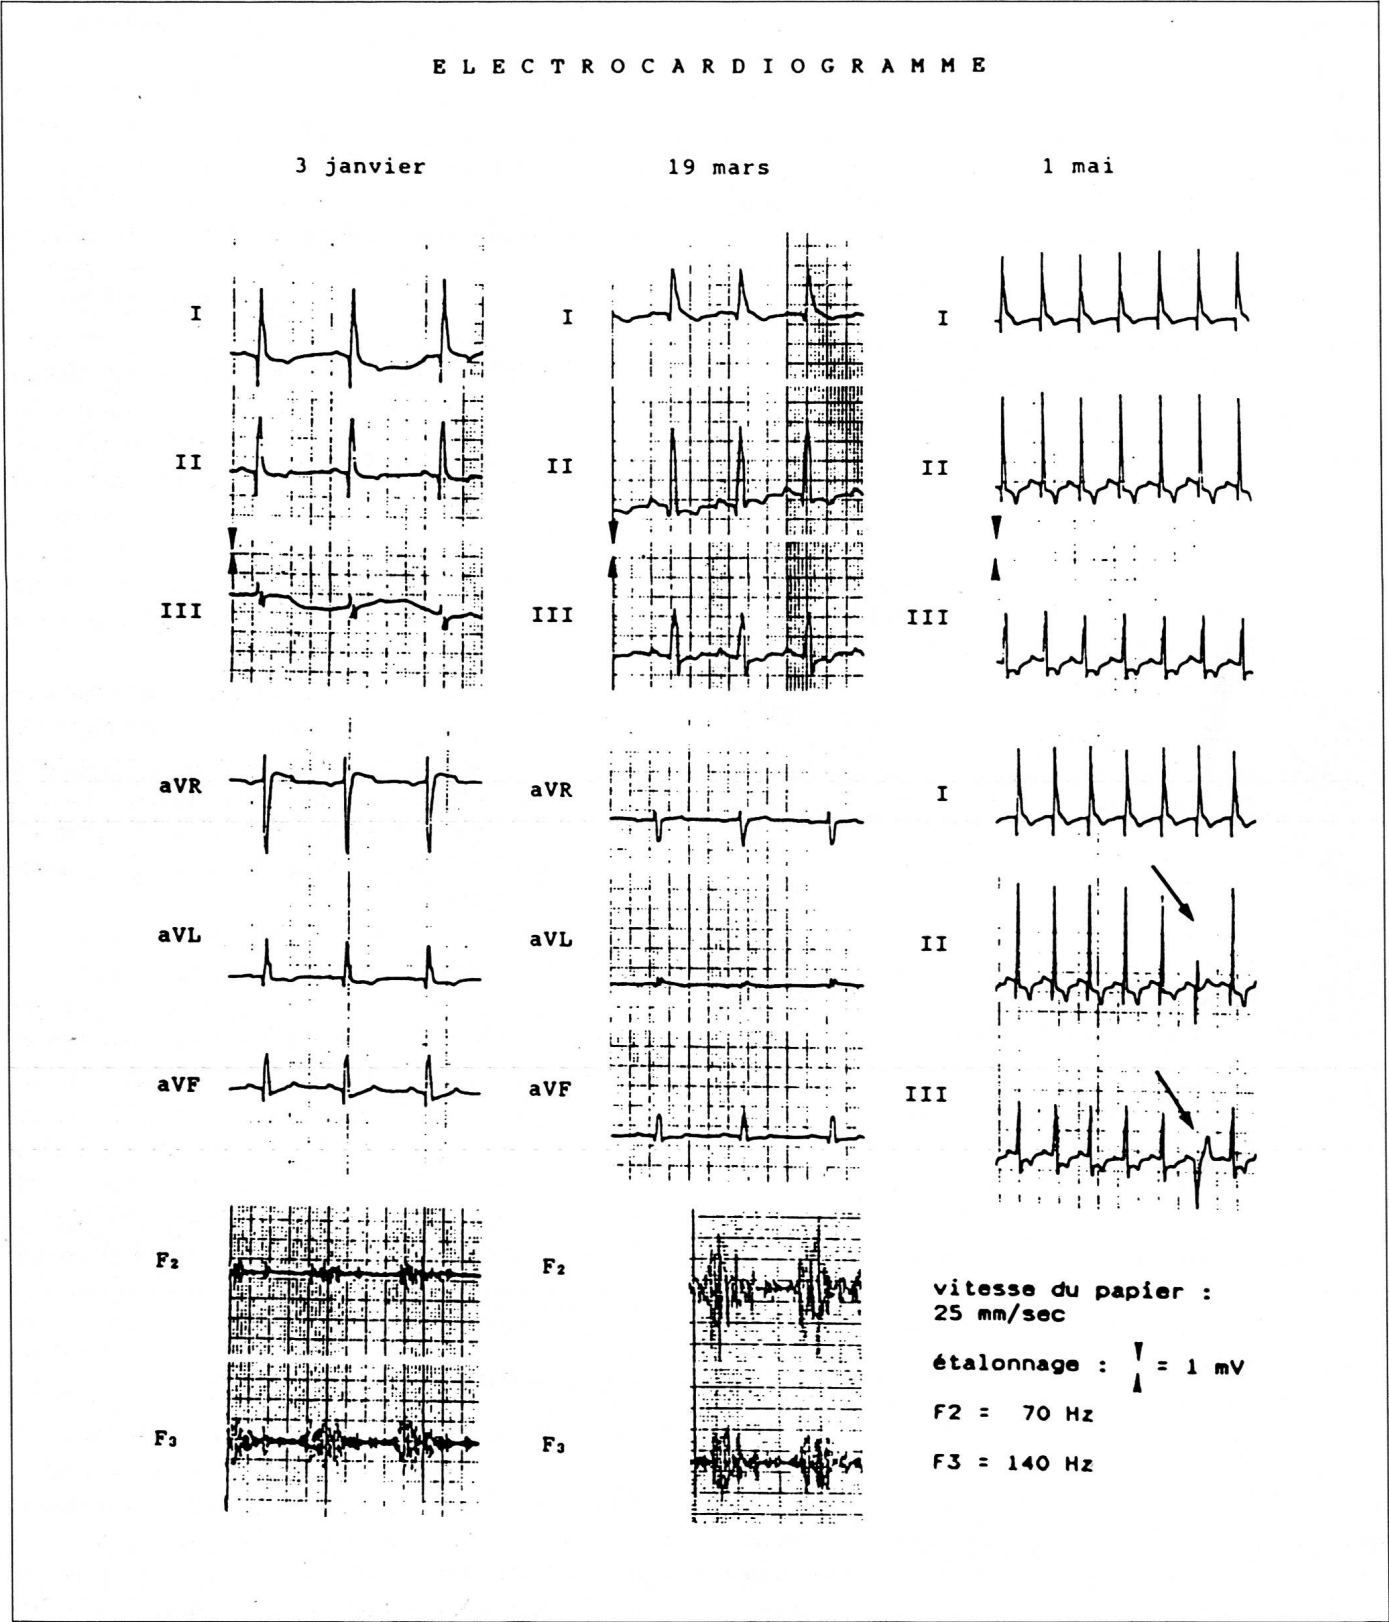 ELECTROCARDIOGRAMME
3 janvier
19 mars
1 mai
I
I
I
II
II
II
III
III
III
aVR
aVR
I
aVL
aVL
II
aVF
aVF
III
F₂
F₂
F₃
F₃
vitesse du papier :
25 mm/sec
étalonnage : = 1 mV
F2 = 70 Hz
F3 = 140 Hz